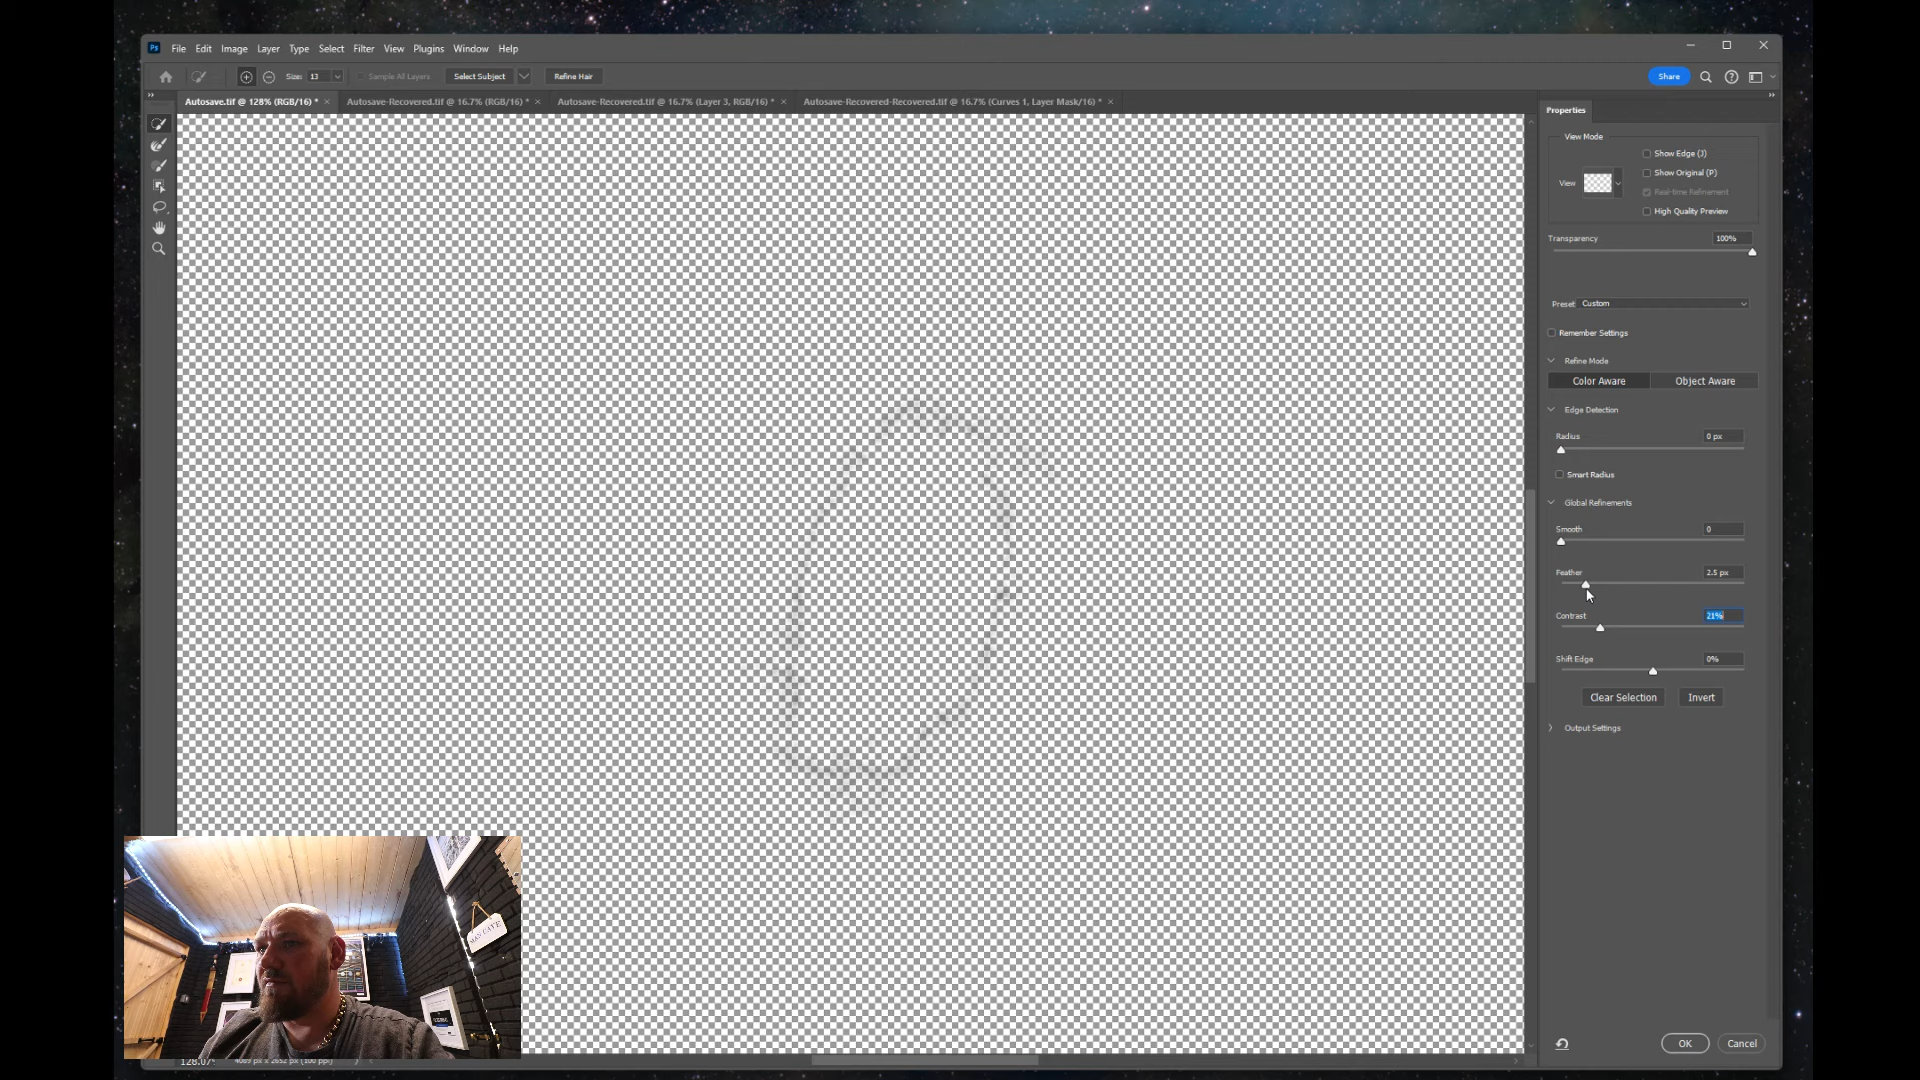 Ps File Edit Image Layer Type Select Filter View Plugins Window Help
Size: 13 Sample All Layers Select Subject Refine Hair Share
Autosave.tif @ 128% (RGB/16) * × Autosave-Recovered.tif @ 16.7% (RGB/16) * × Autosave-Recovered.tif @ 16.7% (Layer 3, RGB/16) * × Autosave-Recovered-Recovered.tif @ 16.7% (Curves 1, Layer Mask/16) * ×
Properties
View Mode
Show Edge (J)
Show Original (P)
View
Real-time Refinement
High Quality Preview
Transparency 100%
Preset Custom
Remember Settings
Refine Mode
Color Aware Object Aware
Edge Detection
Radius 0 px
Smart Radius
Global Refinements
Smooth 0
Feather 2.5 px
Contrast 21%
Shift Edge 0%
Clear Selection Invert
Output Settings
MAN CAVE
OK Cancel